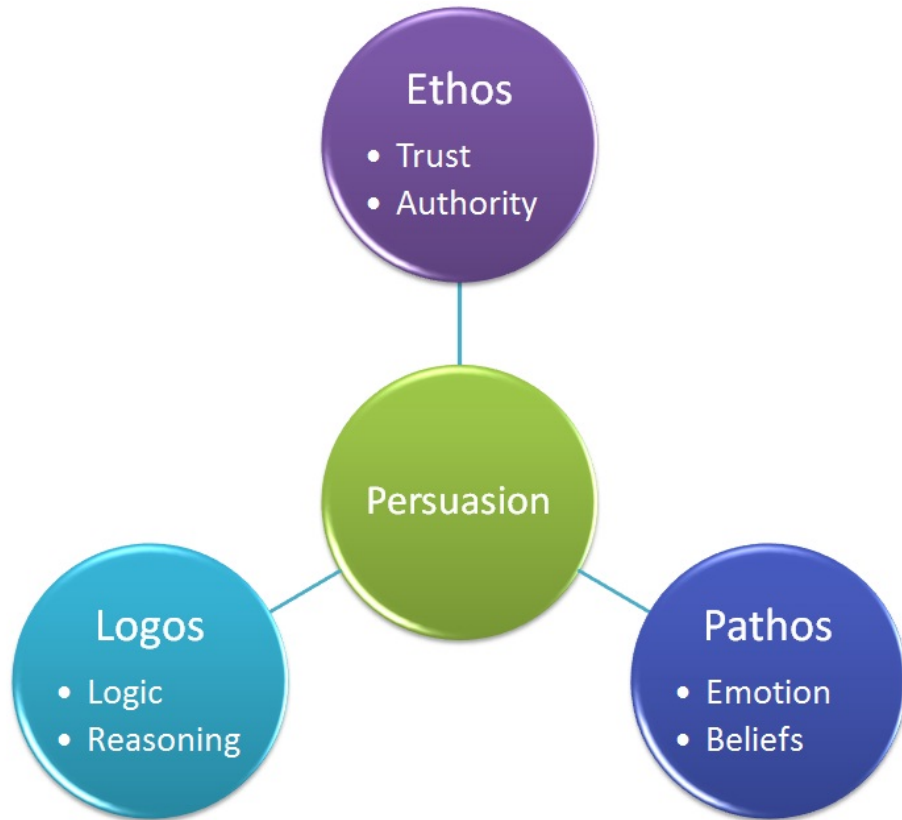 Ethos
• Trust
• Authority
Persuasion
Logos
• Logic
• Reasoning
Pathos
• Emotion
• Beliefs